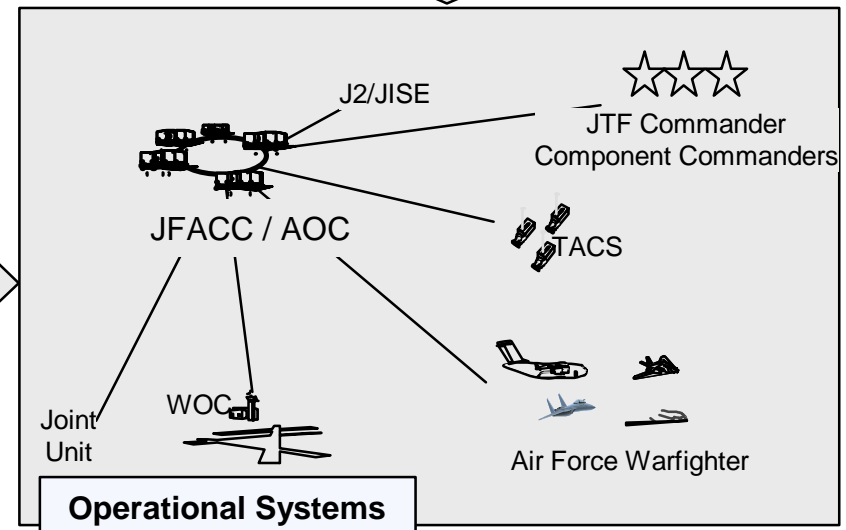 J2/JISE
JTF Commander
Component Commanders
JFACC / AOC
TACS
WOC
Joint
Unit
Air Force Warfighter
Operational Systems